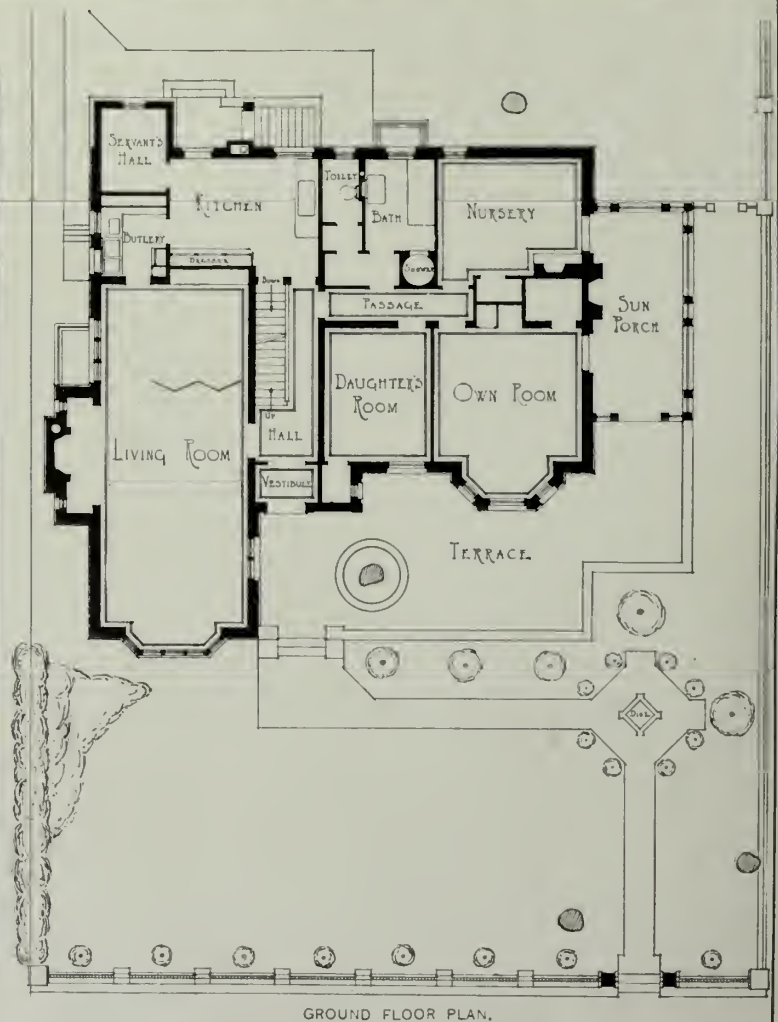 SERVANT'S
HALL
KITCHEN
TOILET
BATH
NURSERY
BUTLERY
DRESSER
SHOWER
DOWN
PASSAGE
SUN
PORCH
DAUGHTER'S
ROOM
OWN ROOM
UP
HALL
LIVING ROOM
VESTIBULE
TERRACE
DIAL
GROUND FLOOR PLAN.